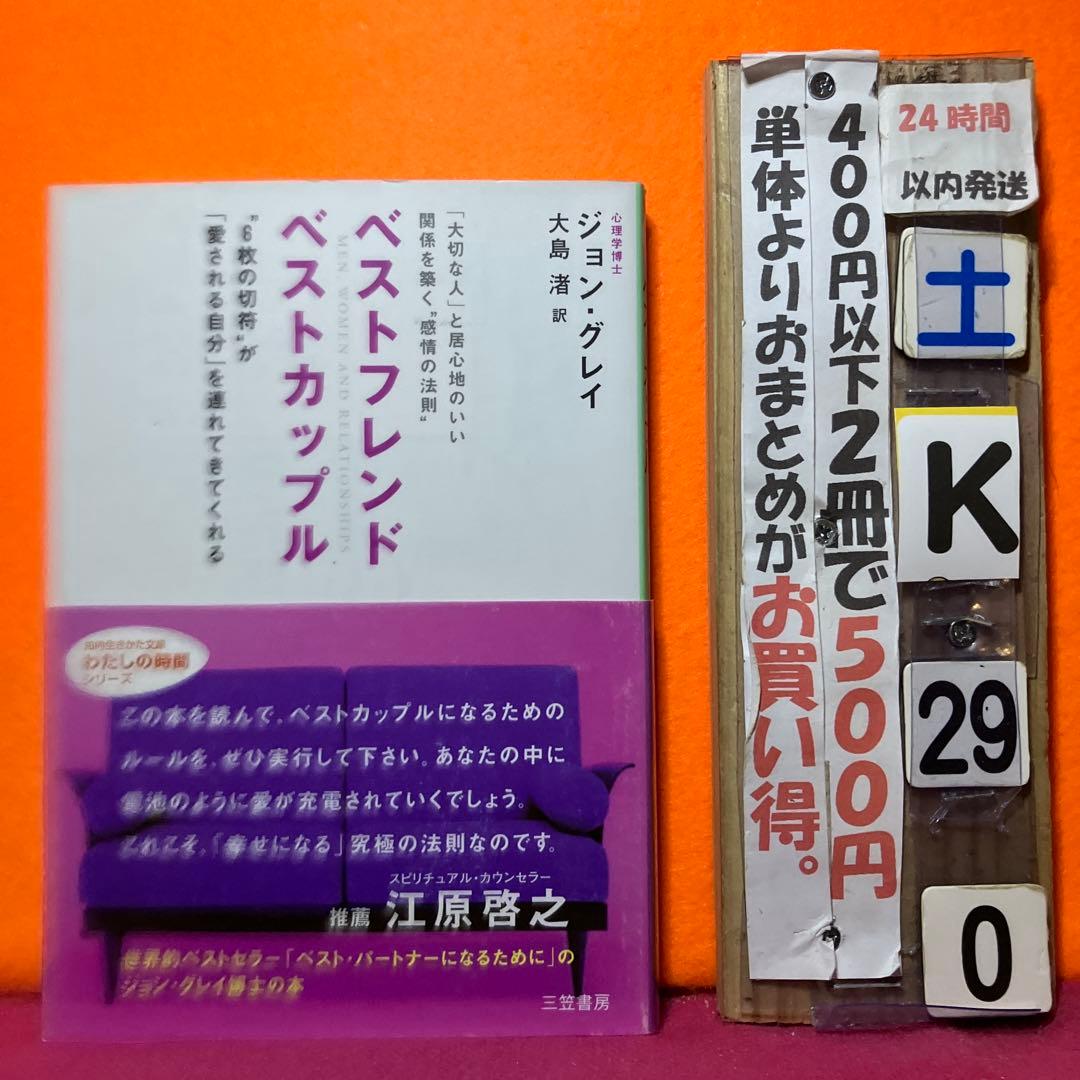 心理学博士
ジョン・グレイ
大島 渚 訳
「大切な人」と居心地のいい
関係を築く"感情の法則"
ベストフレンド
MEN, WOMEN AND RELATIONSHIPS
ベストカップル
"6枚の切符"が
「愛される自分」を連れてきてくれる
知的生きかた文庫
わたしの時間
シリーズ
この本を読んで、ベストカップルになるための
ルールを、ぜひ実行して下さい。あなたの中に
電池のように愛が充電されていくでしょう。
これこそ、「幸せになる」究極の法則なのです。
スピリチュアル・カウンセラー
推薦 江原啓之
世界的ベストセラー「ベスト・パートナーになるために」の
ジョン・グレイ博士の本
三笠書房
24時間
以内発送
400円以下2冊で500円
単体よりおまとめがお買い得。
土
K
29
0